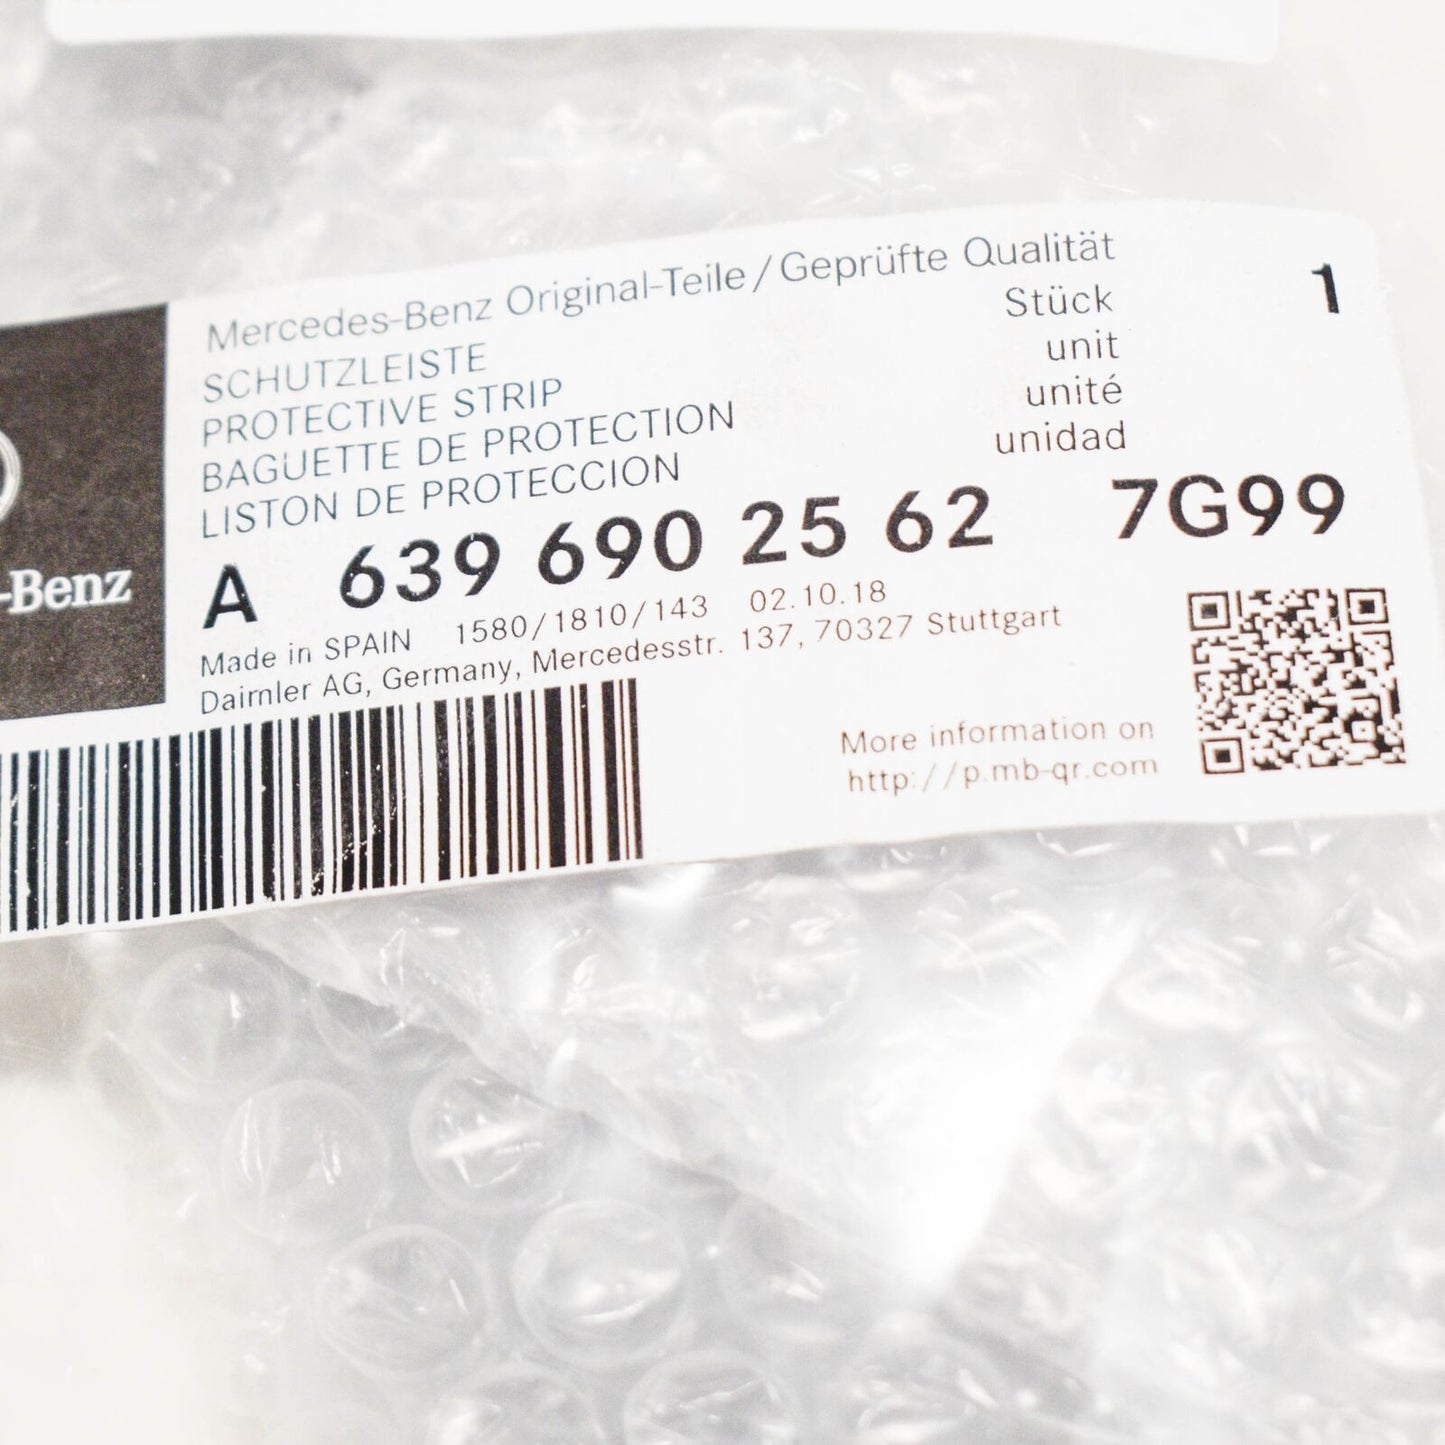 Mercedes-Benz Original-Teile/Geprüfte Qualität
SCHUTZLEISTE
PROTECTIVE STRIP
BAGUETTE DE PROTECTION
LISTON DE PROTECCION
Stück 1
unit
unité
unidad
A 639 690 25 62 7G99
Made in SPAIN 1580/1810/143 02.10.18
Daimler AG, Germany, Mercedesstr. 137, 70327 Stuttgart
-Benz
More information on
http://p.mb-qr.com